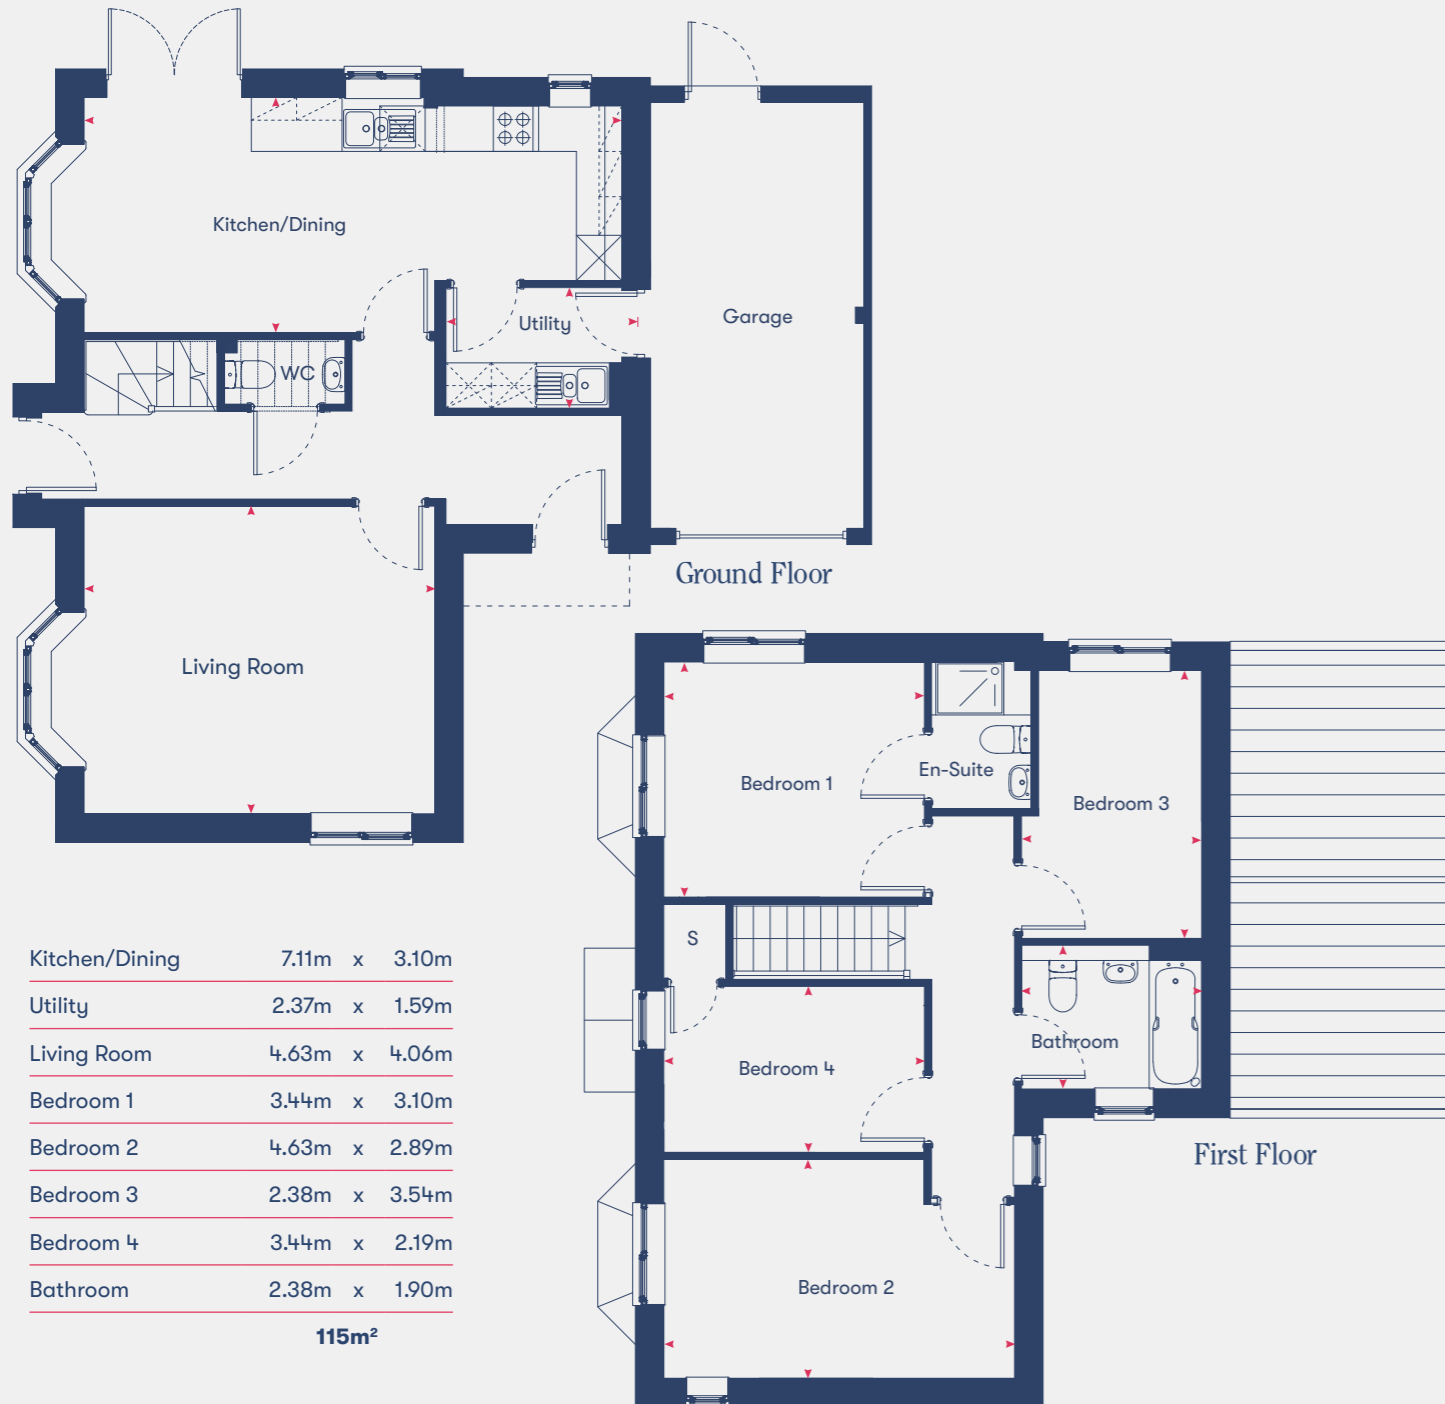 Kitchen/Dining
Utility
Garage
WC
Ground Floor
Living Room
Bedroom 1
En-Suite
Bedroom 3
S
Bathroom
Bedroom 4
First Floor
Bedroom 2
Kitchen/Dining 7.11m x 3.10m
Utility 2.37m x 1.59m
Living Room 4.63m x 4.06m
Bedroom 1 3.44m x 3.10m
Bedroom 2 4.63m x 2.89m
Bedroom 3 2.38m x 3.54m
Bedroom 4 3.44m x 2.19m
Bathroom 2.38m x 1.90m
115m²